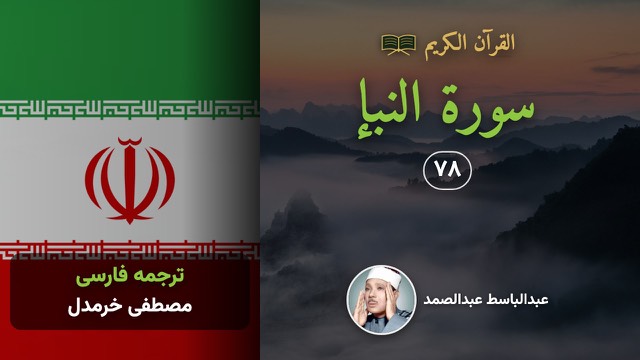 القرآن الكريم
سورة النبإ
٧٨
عبدالباسط عبدالصمد
ترجمه فارسی
مصطفی خرمدل